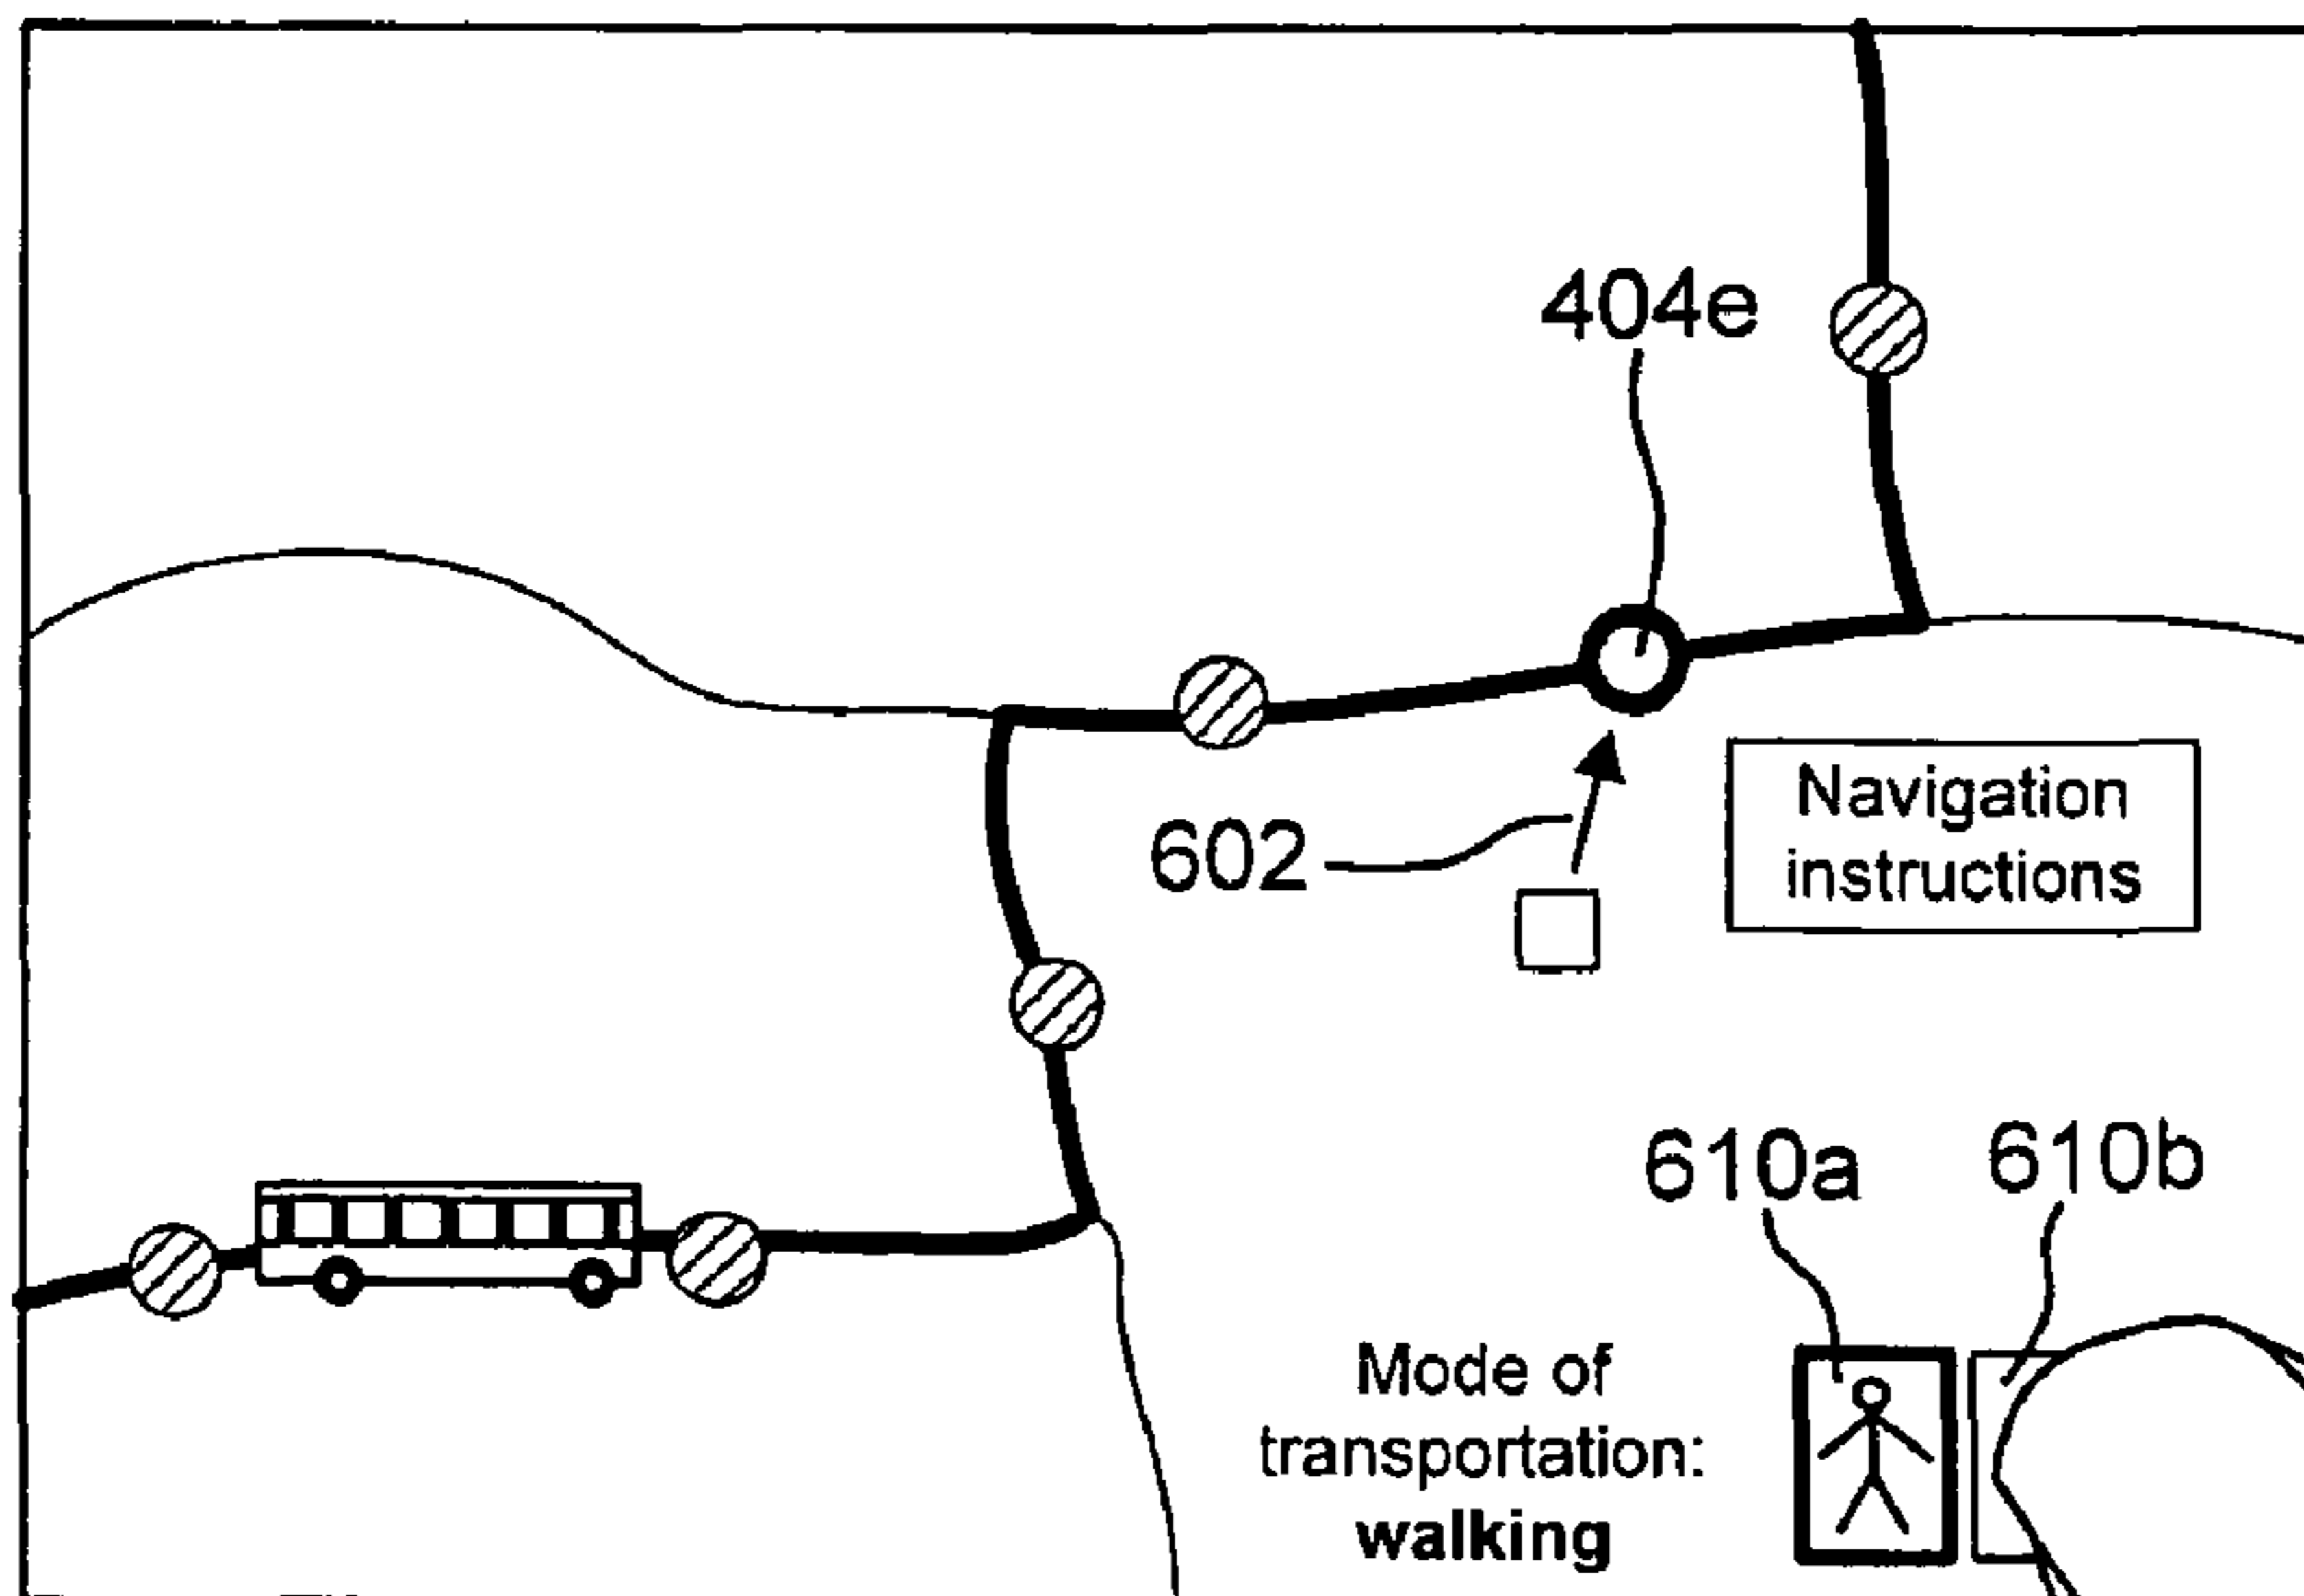 404e
602
Navigation
instructions
610a
610b
Mode of
transportation:
walking